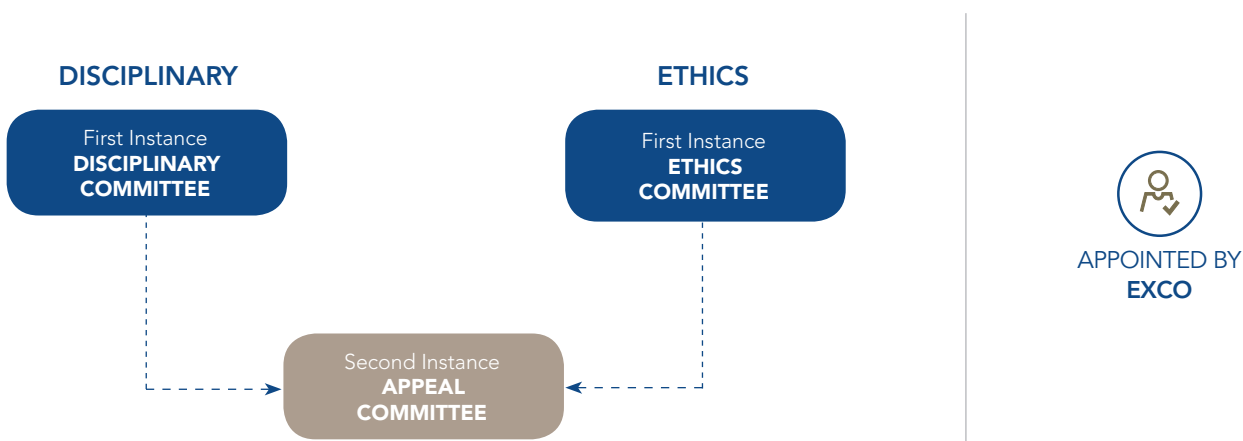 DISCIPLINARY
First Instance
DISCIPLINARY
COMMITTEE
ETHICS
First Instance
ETHICS
COMMITTEE
Second Instance
APPEAL
COMMITTEE
APPOINTED BY
EXCO